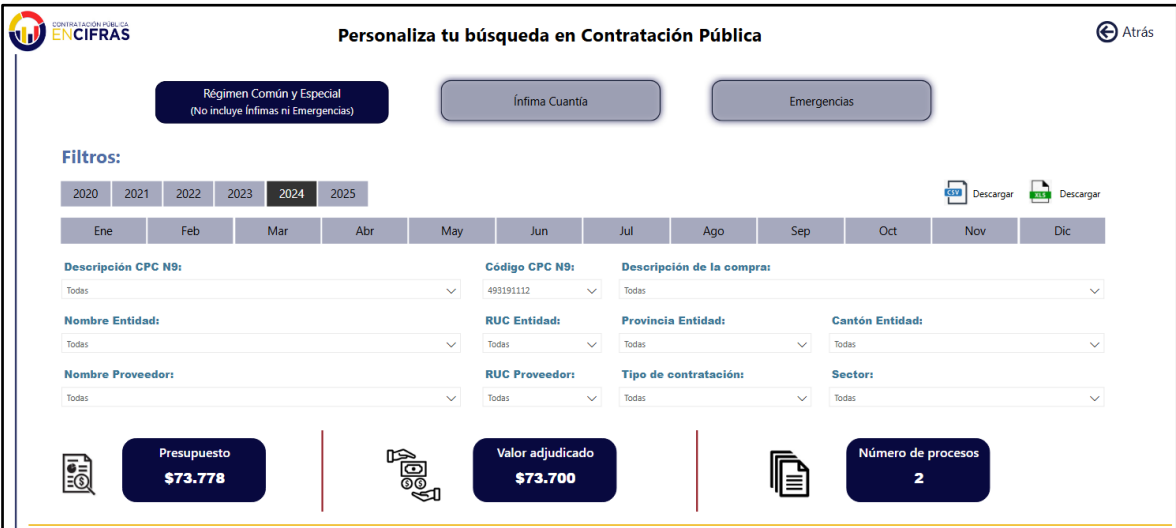 CONTRATACIÓN PÚBLICA
ENCIFRAS
Personaliza tu búsqueda en Contratación Pública
Atrás
Régimen Común y Especial
(No incluye Ínfimas ni Emergencias)
Ínfima Cuantía
Emergencias
Filtros:
2020 2021 2022 2023 2024 2025
CSV Descargar XLS Descargar
Ene Feb Mar Abr May Jun Jul Ago Sep Oct Nov Dic
Descripción CPC N9: Código CPC N9: Descripción de la compra:
Todas 493191112 Todas
Nombre Entidad: RUC Entidad: Provincia Entidad: Cantón Entidad:
Todas Todas Todas Todas
Nombre Proveedor: RUC Proveedor: Tipo de contratación: Sector:
Todas Todas Todas Todas
Presupuesto Valor adjudicado Número de procesos
$73.778 $73.700 2